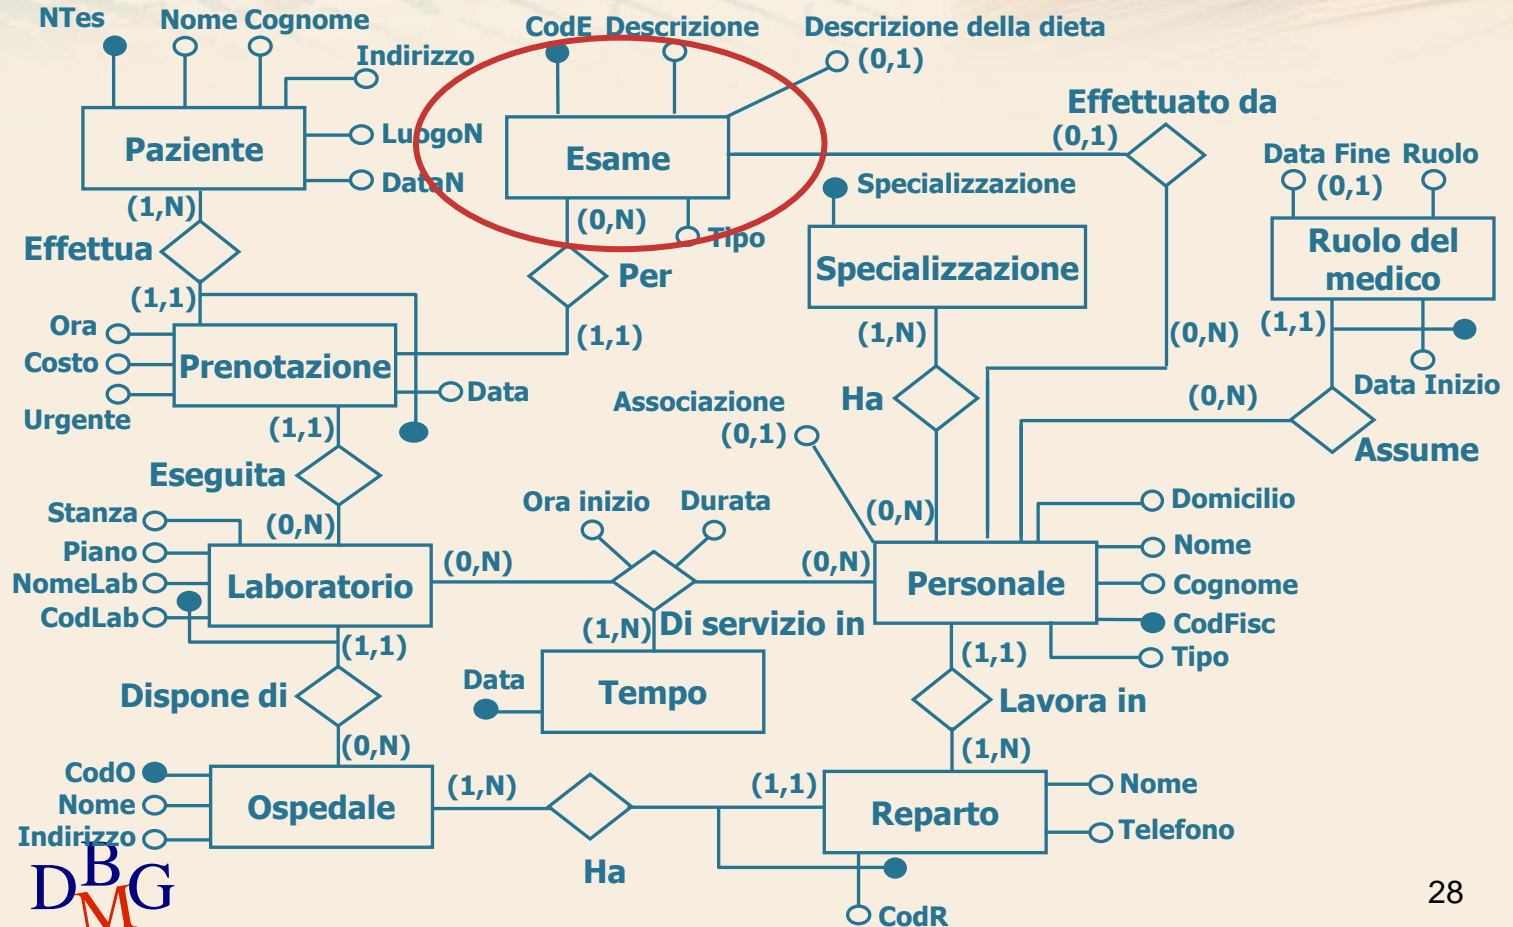 NTes
Nome Cognome
CodE Descrizione
Descrizione della dieta
(0,1)
Indirizzo
Effettuato da
(0,1)
Paziente
LuogoN
DataN
Esame
Data Fine Ruolo
(0,1)
Specializzazione
(1,N)
(0,N)
Tipo
Effettua
Per
Specializzazione
Ruolo del
medico
(1,1)
(1,1)
(1,N)
(0,N)
(1,1)
Ora
Costo
Urgente
Prenotazione
Data
Associazione
(0,1)
Ha
(0,N)
Data Inizio
Assume
(1,1)
Eseguita
Stanza
Piano
NomeLab
CodLab
(0,N)
Laboratorio
Ora inizio
Durata
(0,N)
(0,N)
(0,N)
Personale
Domicilio
Nome
Cognome
CodFisc
Tipo
(1,1)
(1,N)
Di servizio in
(1,1)
Dispone di
Data
Tempo
Lavora in
(0,N)
(1,N)
CodO
Nome
Indirizzo
Ospedale
(1,N)
Ha
(1,1)
Reparto
Nome
Telefono
CodR
DBMG
28